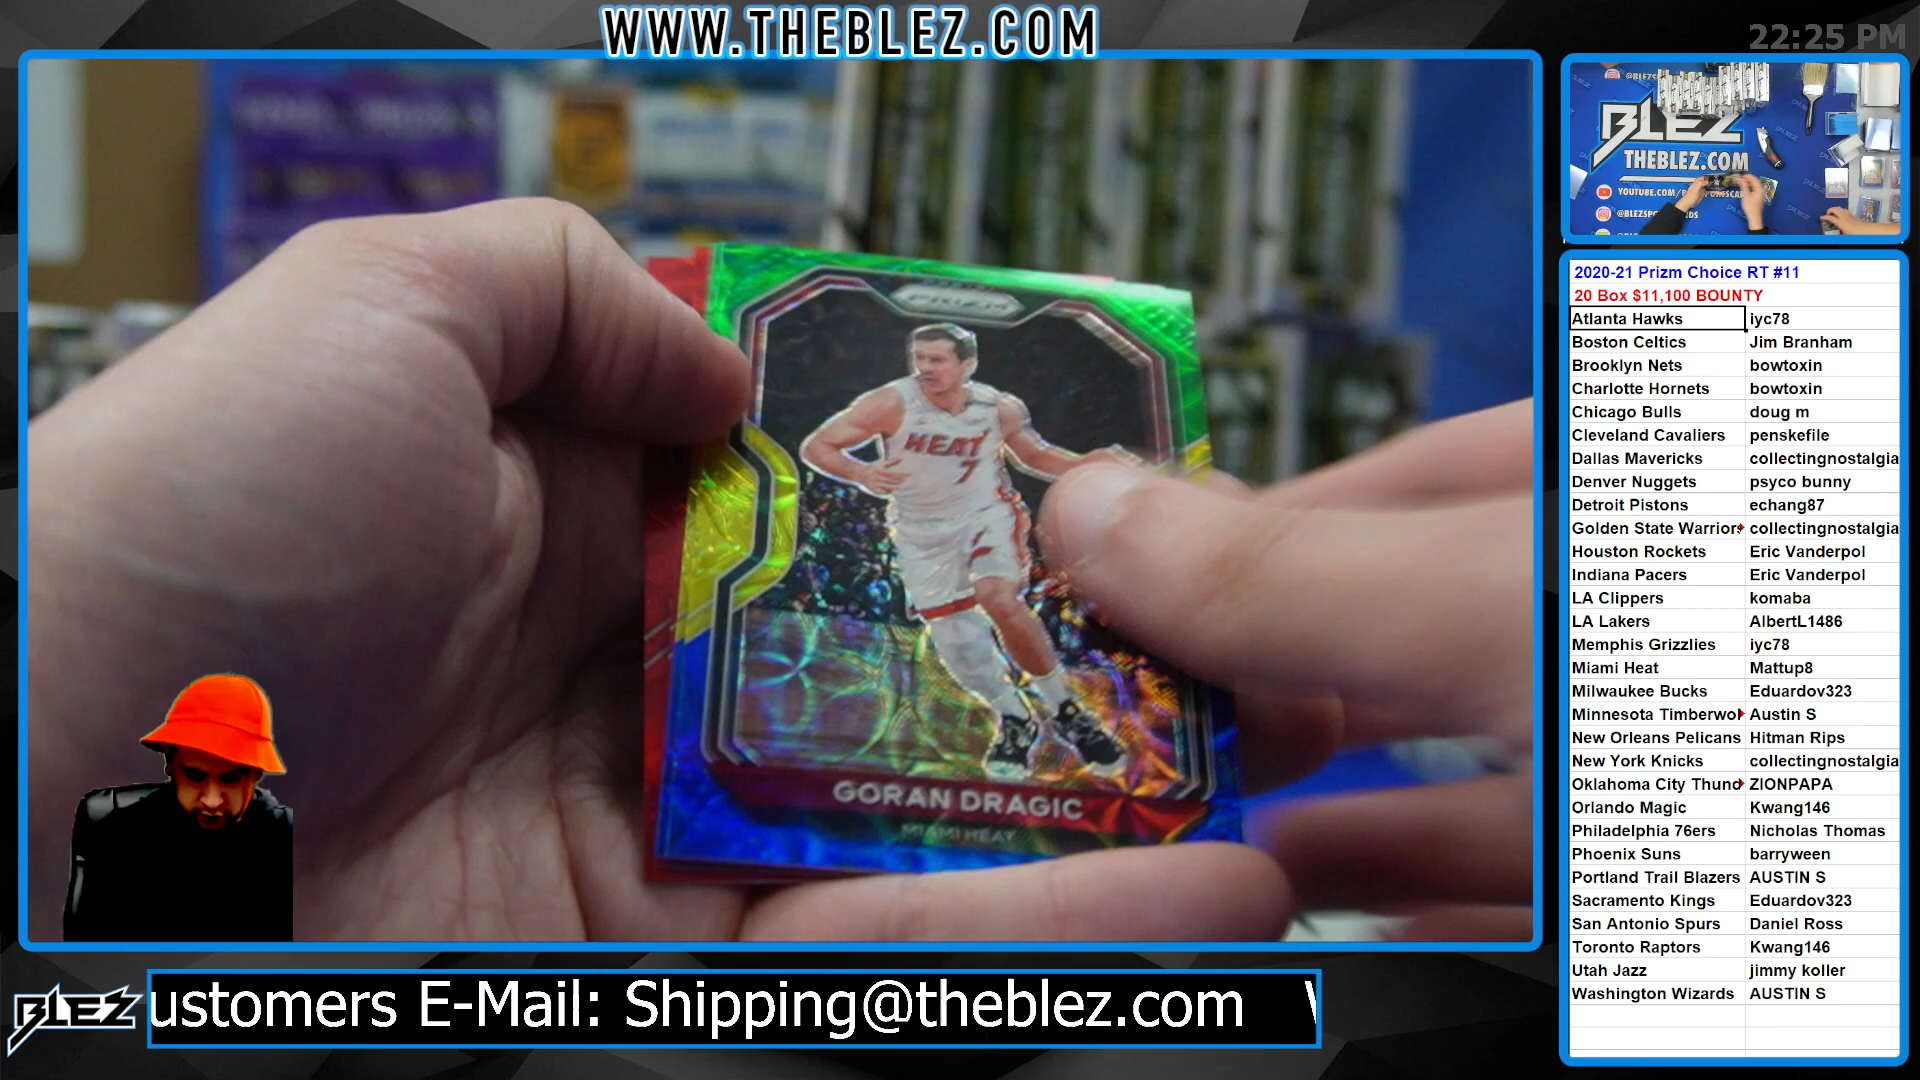 WWW.THEBLEZ.COM
22:25 PM
PRIZM
HEAT
7
GORAN DRAGIC
MIAMI HEAT
BLEZ
THEBLEZ.COM
2020-21 Prizm Choice RT #11
20 Box $11,100 BOUNTY
Atlanta Hawks iyc78
Boston Celtics Jim Branham
Brooklyn Nets bowtoxin
Charlotte Hornets bowtoxin
Chicago Bulls doug m
Cleveland Cavaliers penskefile
Dallas Mavericks collectingnostalgia
Denver Nuggets psyco bunny
Detroit Pistons echang87
Golden State Warriors collectingnostalgia
Houston Rockets Eric Vanderpol
Indiana Pacers Eric Vanderpol
LA Clippers komaba
LA Lakers AlbertL1486
Memphis Grizzlies iyc78
Miami Heat Mattup8
Milwaukee Bucks Eduardov323
Minnesota Timberwol Austin S
New Orleans Pelicans Hitman Rips
New York Knicks collectingnostalgia
Oklahoma City Thund ZIONPAPA
Orlando Magic Kwang146
Philadelphia 76ers Nicholas Thomas
Phoenix Suns barryween
Portland Trail Blazers AUSTIN S
Sacramento Kings Eduardov323
San Antonio Spurs Daniel Ross
Toronto Raptors Kwang146
Utah Jazz jimmy koller
Washington Wizards AUSTIN S
BLEZ
ustomers E-Mail: Shipping@theblez.com